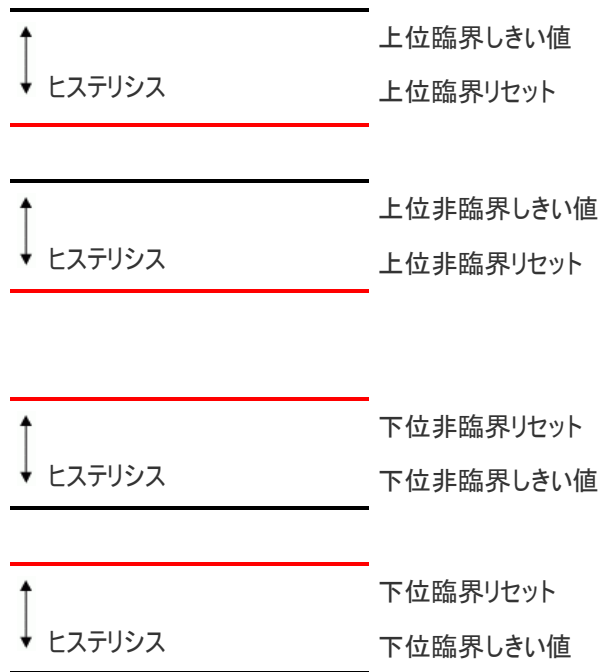 上位臨界しきい値
ヒステリシス
上位臨界リセット
上位非臨界しきい値
ヒステリシス
上位非臨界リセット
下位非臨界リセット
ヒステリシス
下位非臨界しきい値
下位臨界リセット
ヒステリシス
下位臨界しきい値